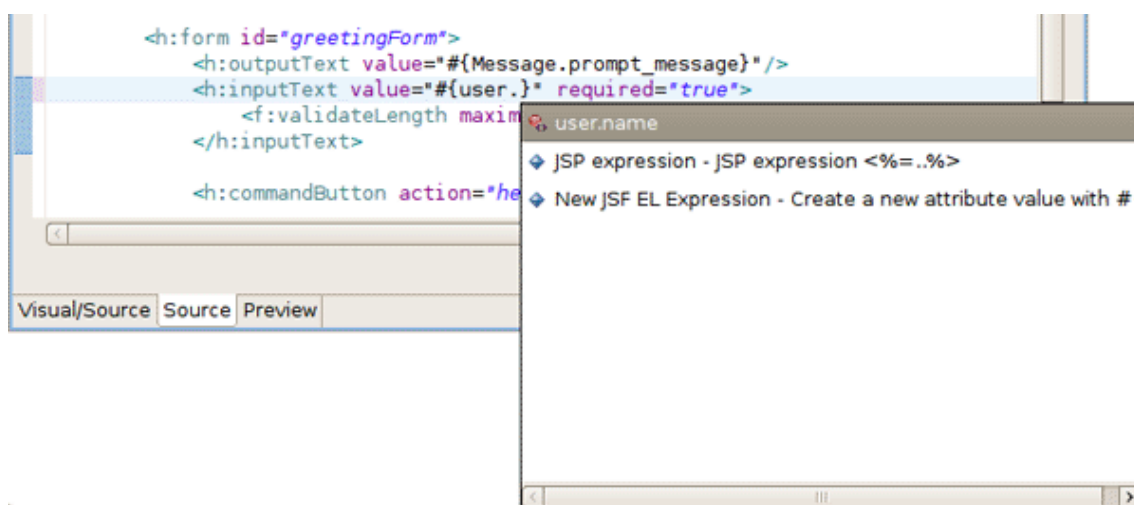 <h:form id="greetingForm">
<h:outputText value="#{Message.prompt_message}"/>
<h:inputText value="#{user.}" required="true">
<f:validateLength maxim
</h:inputText>
<h:commandButton action="he
user.name
JSP expression - JSP expression <%=..%>
New JSF EL Expression - Create a new attribute value with #
Visual/Source Source Preview